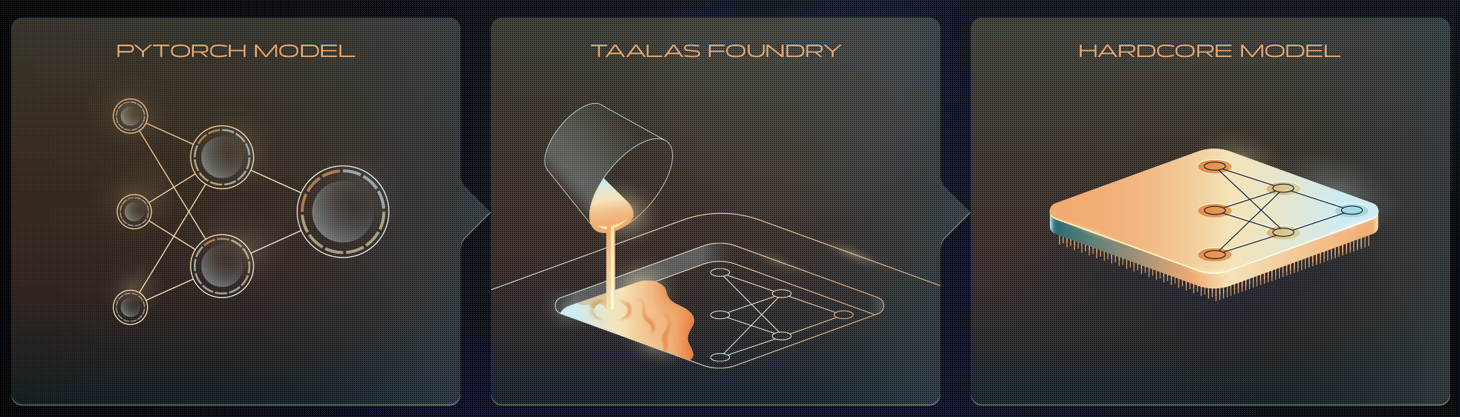 PYTORCH MODEL
TAALAS FOUNDRY
HARDCORE MODEL